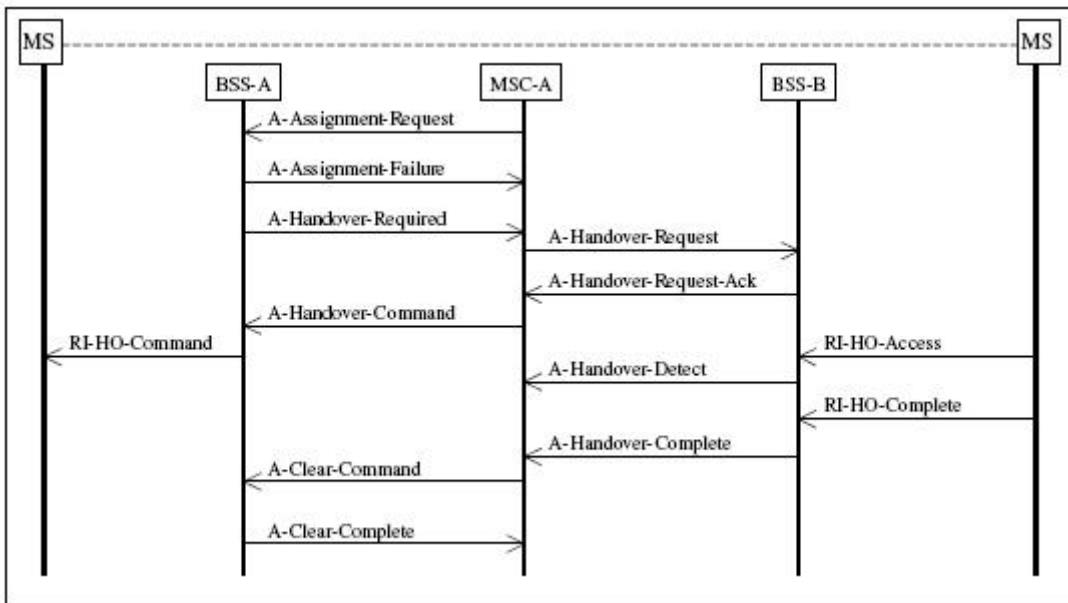 MS
MS
BSS-A
MSC-A
BSS-B
A-Assignment-Request
A-Assignment-Failure
A-Handover-Required
A-Handover-Request
A-Handover-Request-Ack
A-Handover-Command
RI-HO-Command
RI-HO-Access
A-Handover-Detect
RI-HO-Complete
A-Handover-Complete
A-Clear-Command
A-Clear-Complete